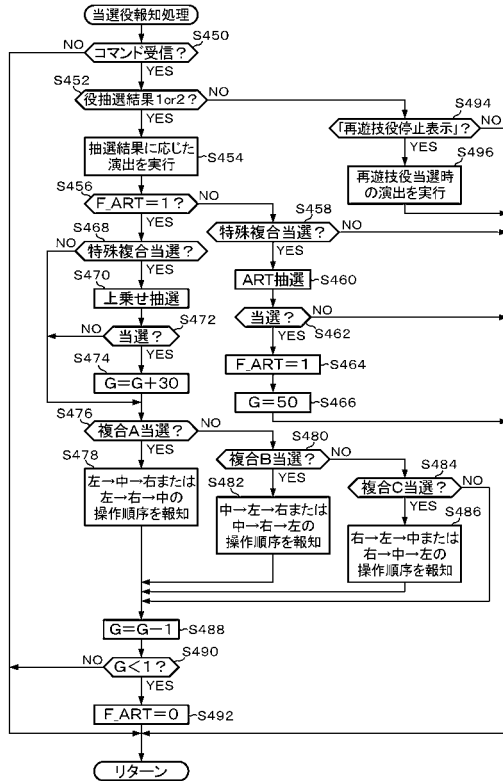 当選役報知処理
S450
コマンド受信？
NO
YES
S452
役抽選結果1or2？
NO
YES
S494
「再遊技役停止表示」？
NO
YES
抽選結果に応じた
演出を実行
S454
S496
再遊技役当選時
の演出を実行
S456
F_ART＝1？
NO
YES
S458
特殊複合当選？
NO
YES
S468
特殊複合当選？
NO
YES
ART抽選
S460
S470
上乗せ抽選
当選？
S462
NO
YES
S472
当選？
NO
YES
F_ART＝1
S464
S474
G＝G＋30
G＝50
S466
S476
複合A当選？
NO
YES
S480
複合B当選？
NO
YES
S484
複合C当選？
NO
YES
S478
左→中→右または
左→右→中の
操作順序を報知
S482
中→左→右または
中→右→左の
操作順序を報知
S486
右→左→中または
右→中→左の
操作順序を報知
G＝G－1
S488
S490
G＜1？
NO
YES
F_ART＝0
S492
リターン